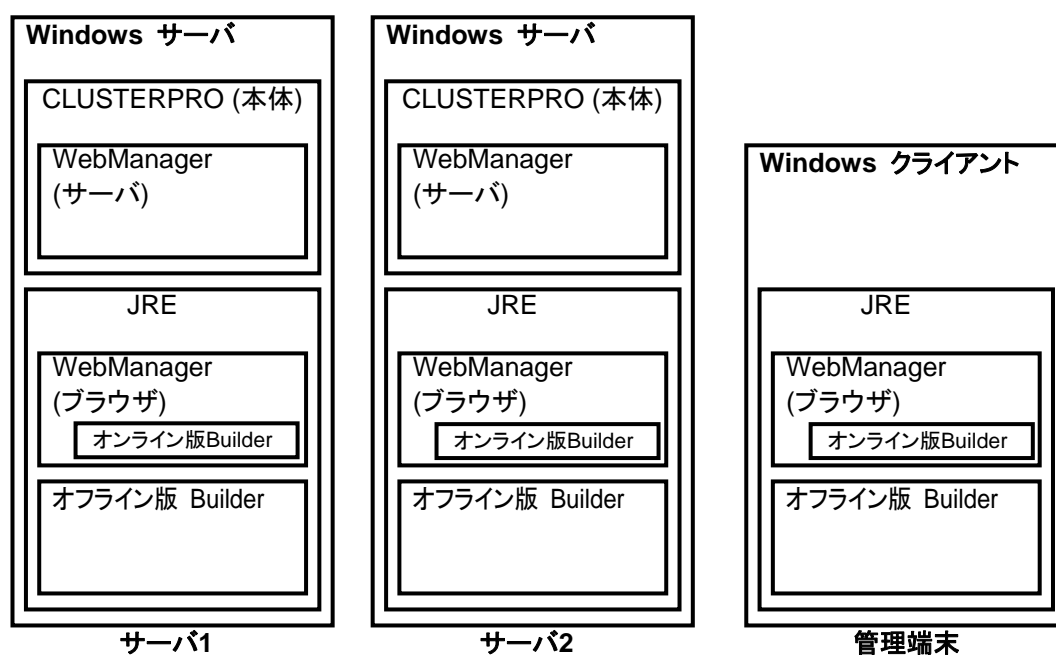 Windows サーバ
CLUSTERPRO (本体)
WebManager
(サーバ)
JRE
WebManager
(ブラウザ)
オンライン版Builder
オフライン版 Builder
サーバ1
Windows サーバ
CLUSTERPRO (本体)
WebManager
(サーバ)
JRE
WebManager
(ブラウザ)
オンライン版Builder
オフライン版 Builder
サーバ2
Windows クライアント
JRE
WebManager
(ブラウザ)
オンライン版Builder
オフライン版 Builder
管理端末